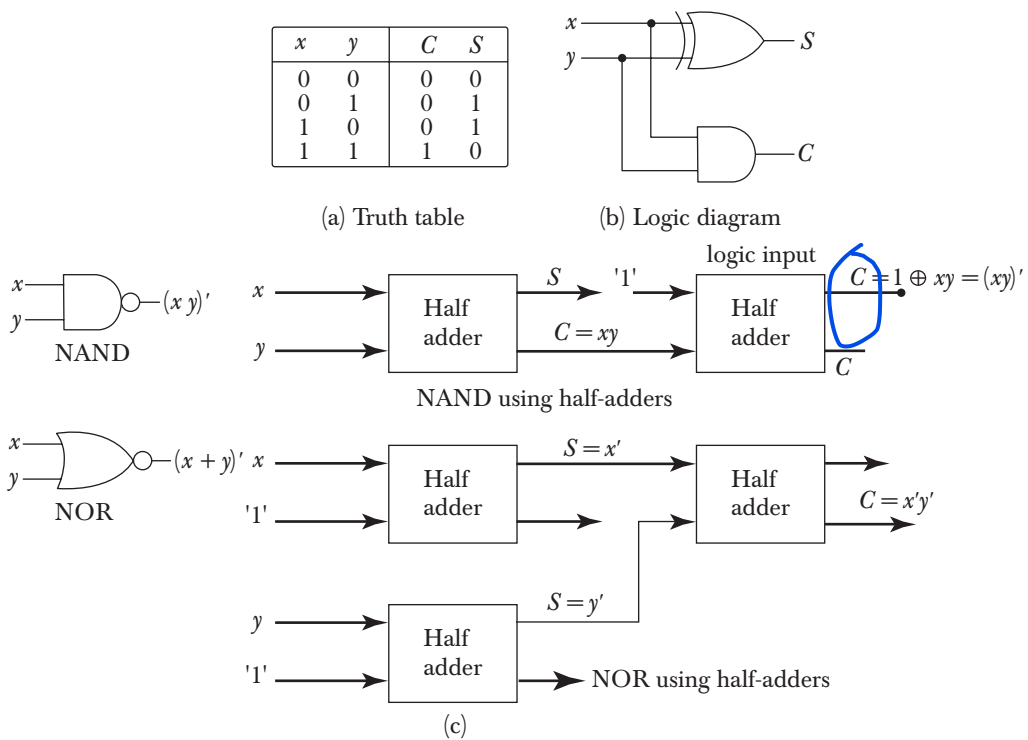 x y C S
0 0 0 0
0 1 0 1
1 0 0 1
1 1 1 0
(a) Truth table
x
y
S
C
(b) Logic diagram
x
y
(x y)′
NAND
x
y
Half
adder
S
C = xy
'1'
logic input
Half
adder
C = 1 ⊕ xy = (xy)′
C
NAND using half-adders
x
y
(x + y)′
NOR
x
'1'
Half
adder
S = x′
Half
adder
C = x′y′
y
'1'
Half
adder
S = y′
NOR using half-adders
(c)